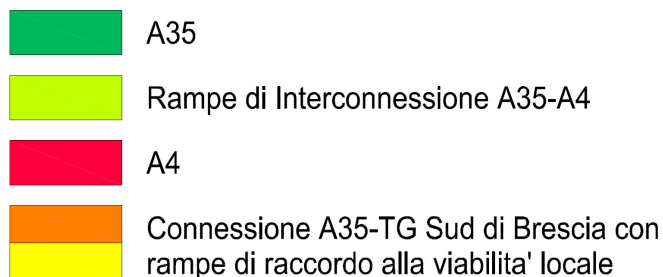 A35
Rampe di Interconnessione A35-A4
A4
Connessione A35-TG Sud di Brescia con
rampe di raccordo alla viabilita' locale